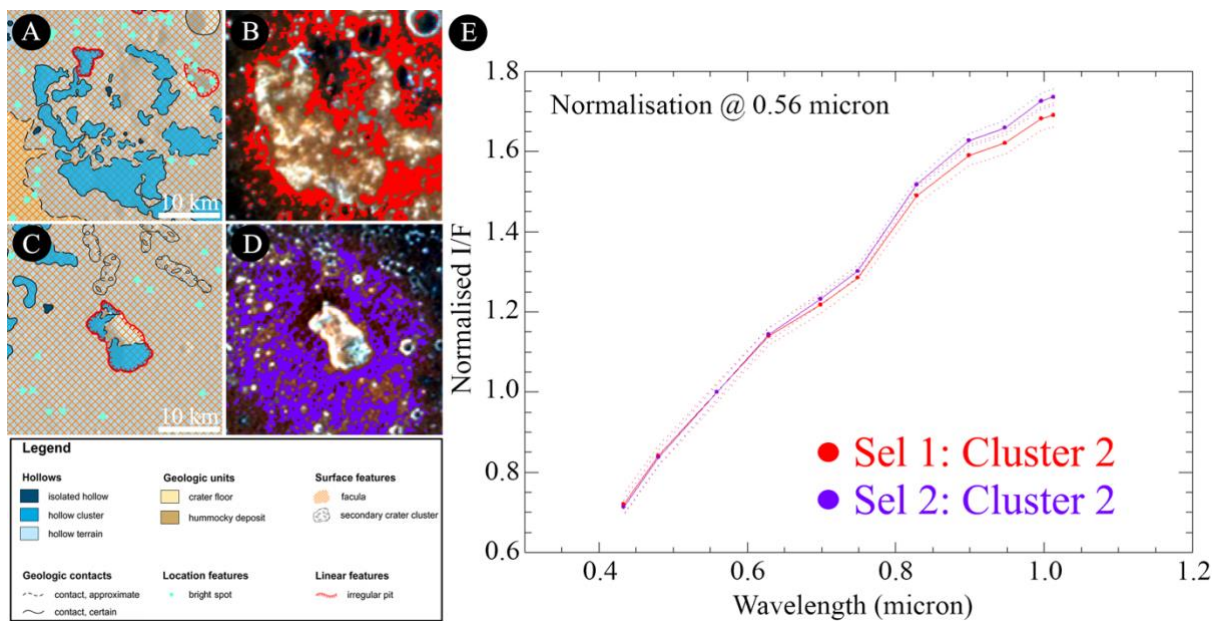 A
B
10 km
C
D
10 km
Legend
Hollows
isolated hollow
hollow cluster
hollow terrain
Geologic units
crater floor
hummocky deposit
Surface features
facula
secondary crater cluster
Geologic contacts
contact, approximate
contact, certain
Location features
bright spot
Linear features
irregular pit
E
Normalisation @ 0.56 micron
Normalised I/F
1.8
1.6
1.4
1.2
1.0
0.8
0.6
Sel 1: Cluster 2
Sel 2: Cluster 2
0.4 0.6 0.8 1.0 1.2
Wavelength (micron)